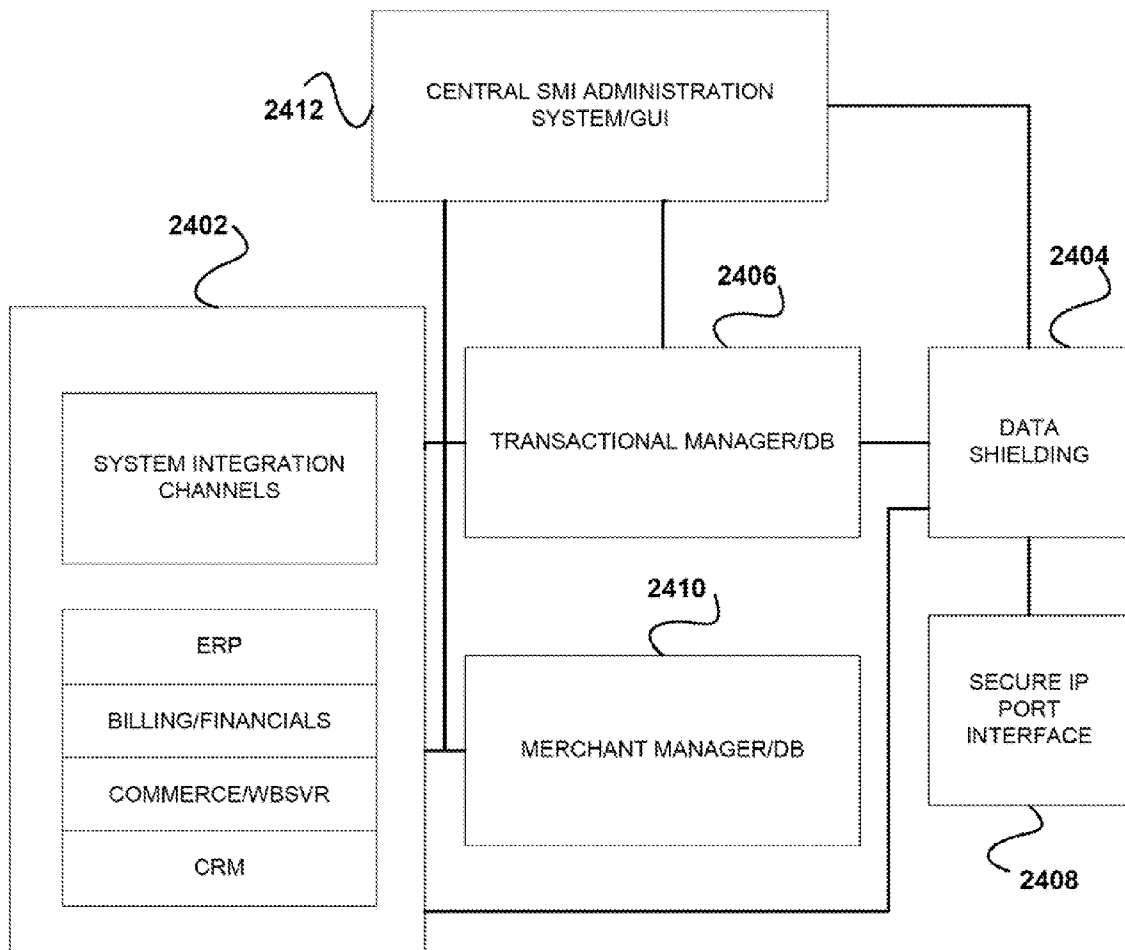 2412
CENTRAL SMI ADMINISTRATION
SYSTEM/GUI
2402
2406
2404
SYSTEM INTEGRATION
CHANNELS
TRANSACTIONAL MANAGER/DB
DATA
SHIELDING
2410
ERP
BILLING/FINANCIALS
COMMERCE/WBSVR
CRM
MERCHANT MANAGER/DB
SECURE IP
PORT
INTERFACE
2408